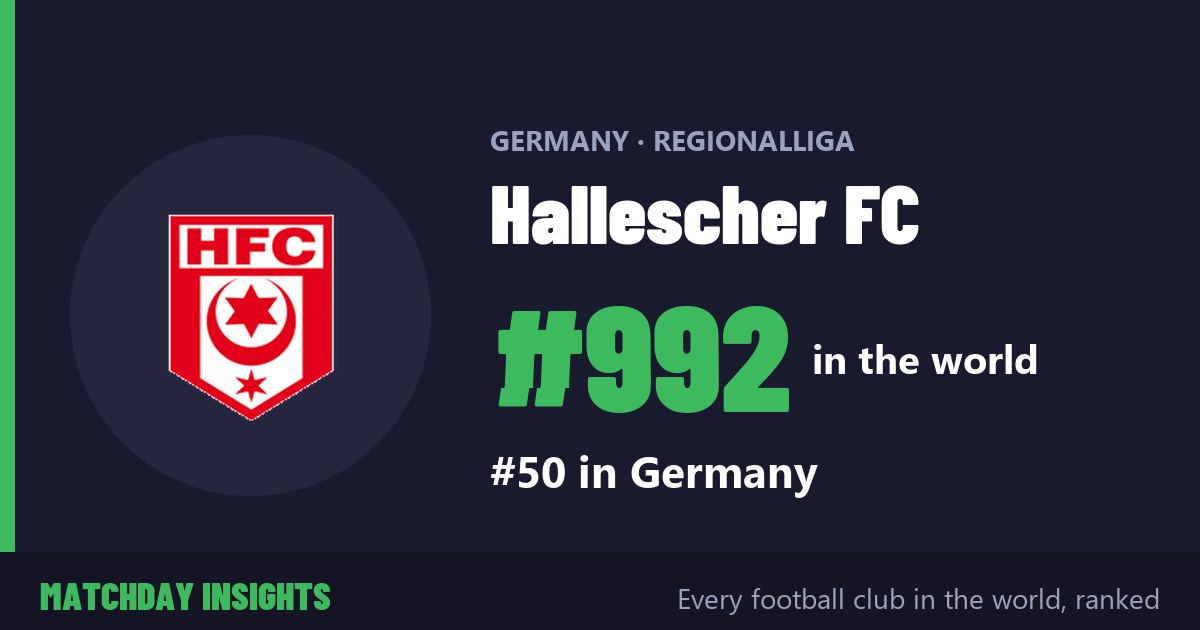 GERMANY · REGIONALLIGA
Hallescher FC
HFC
#992 in the world
#50 in Germany
MATCHDAY INSIGHTS
Every football club in the world, ranked